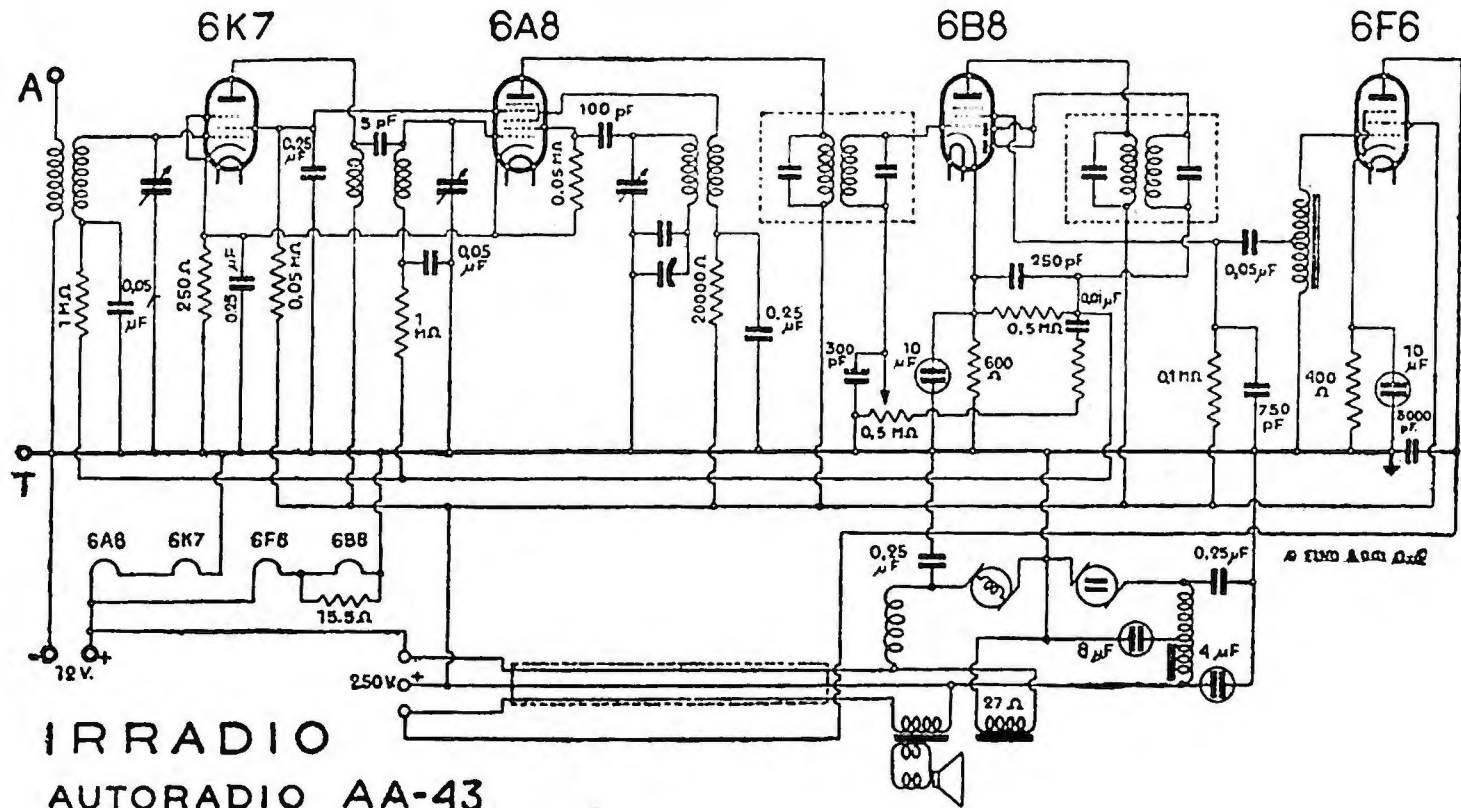 6K7 6A8 6B8 6F6
A
5 pF
100 pF
0.25 µF
0.05 MΩ
1 MΩ
0,05 µF
250 Ω
0.25 µF
0,05 MΩ
0,05 µF
1 MΩ
20000 Ω
0.25 µF
300 pF
10 µF
0,5 MΩ
600 Ω
250 pF
0.5 MΩ
0,01 µF
0,05 µF
0.1 MΩ
750 pF
400 Ω
10 µF
5000 pF.
T
6A8 6K7 6F6 6B8
15.5 Ω
- 12 V. +
250 V. +
-
0,25 µF
0.25 µF
8 µF
4 µF
27 Ω
IRRADIO
AUTORADIO AA-43